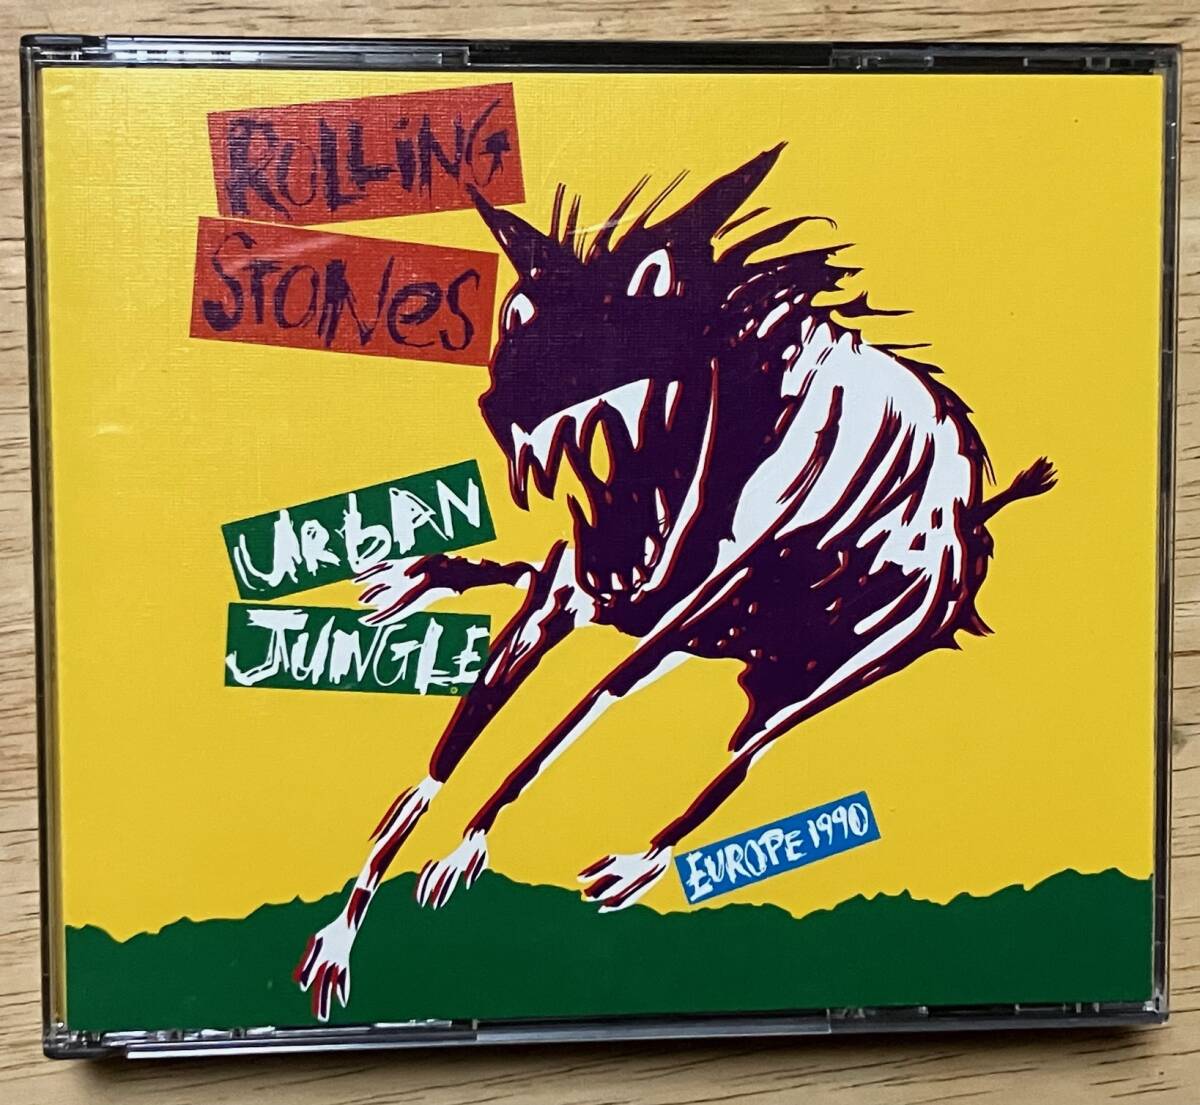 ROLLiNG
STONes
URbAN
JUNGLE
EUROPE 1990